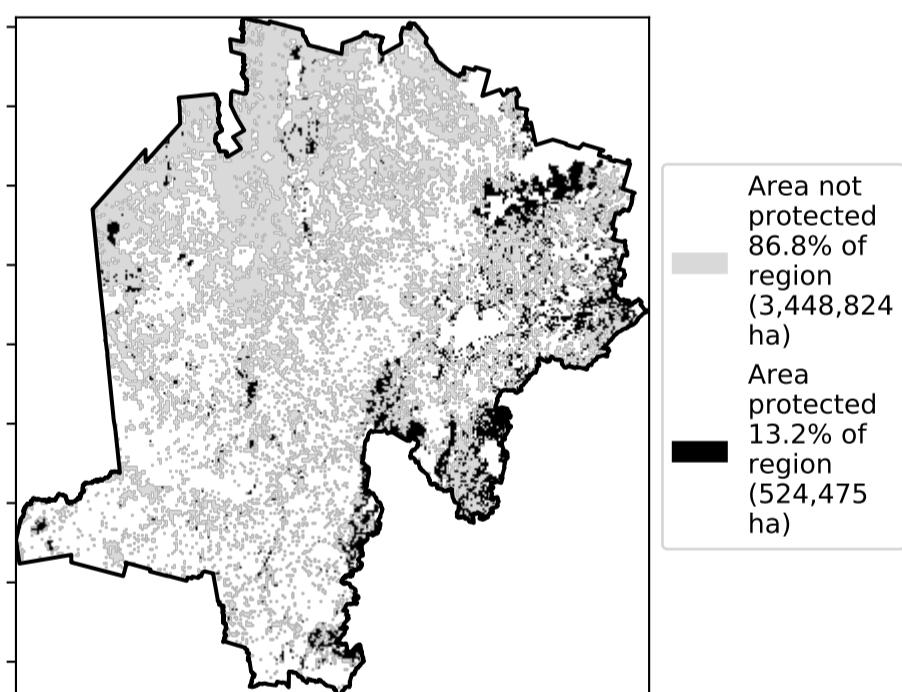 Area not
protected
86.8% of
region
(3,448,824
ha)
Area
protected
13.2% of
region
(524,475
ha)